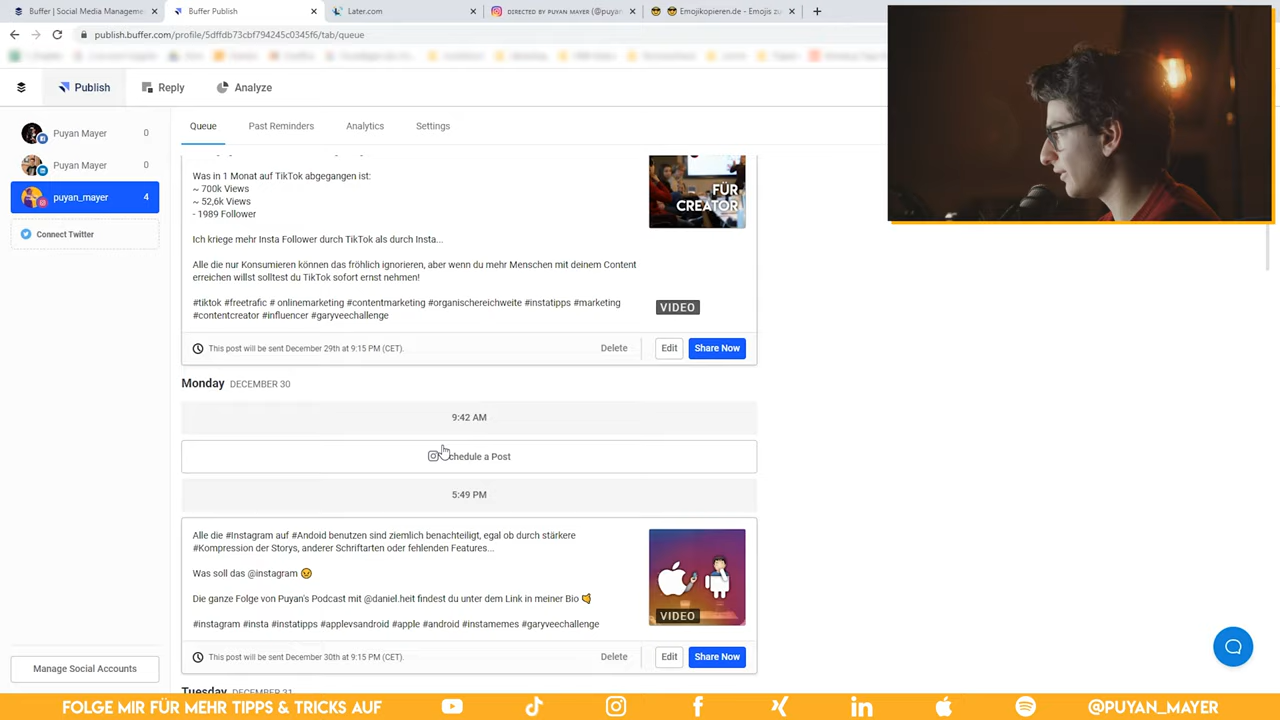 Buffer | Social Media Manageme
Buffer Publish
Later.com
DIRECTED BY PUYAN MAYER (@puyan
Emojikopieren.de - Emojis zu
publish.buffer.com/profile/5dffdb73cbf794245c0345f6/tab/queue
Publish
Reply
Analyze
Puyan Mayer 0
Puyan Mayer 0
puyan_mayer 4
Connect Twitter
Manage Social Accounts
Queue
Past Reminders
Analytics
Settings
Was in 1 Monat auf TikTok abgegangen ist:
~ 700k Views
~ 52,6k Views
- 1989 Follower
Ich kriege mehr Insta Follower durch TikTok als durch Insta...
Alle die nur Konsumieren können das fröhlich ignorieren, aber wenn du mehr Menschen mit deinem Content
erreichen willst solltest du TikTok sofort ernst nehmen!
#tiktok #freetrafic # onlinemarketing #contentmarketing #organischereichweite #instatipps #marketing
#contentcreator #influencer #garyveechallenge
FÜR
CREATOR
VIDEO
This post will be sent December 29th at 9:15 PM (CET).
Delete
Edit
Share Now
Monday DECEMBER 30
9:42 AM
Schedule a Post
5:49 PM
Alle die #Instagram auf #Andoid benutzen sind ziemlich benachteiligt, egal ob durch stärkere
#Kompression der Storys, anderer Schriftarten oder fehlenden Features...
Was soll das @instagram 😠
Die ganze Folge von Puyan's Podcast mit @daniel.heit findest du unter dem Link in meiner Bio
#instagram #insta #instatipps #applevsandroid #apple #android #instamemes #garyveechallenge
VIDEO
This post will be sent December 30th at 9:15 PM (CET).
Delete
Edit
Share Now
Tuesday DECEMBER 31
FOLGE MIR FÜR MEHR TIPPS & TRICKS AUF
@PUYAN_MAYER